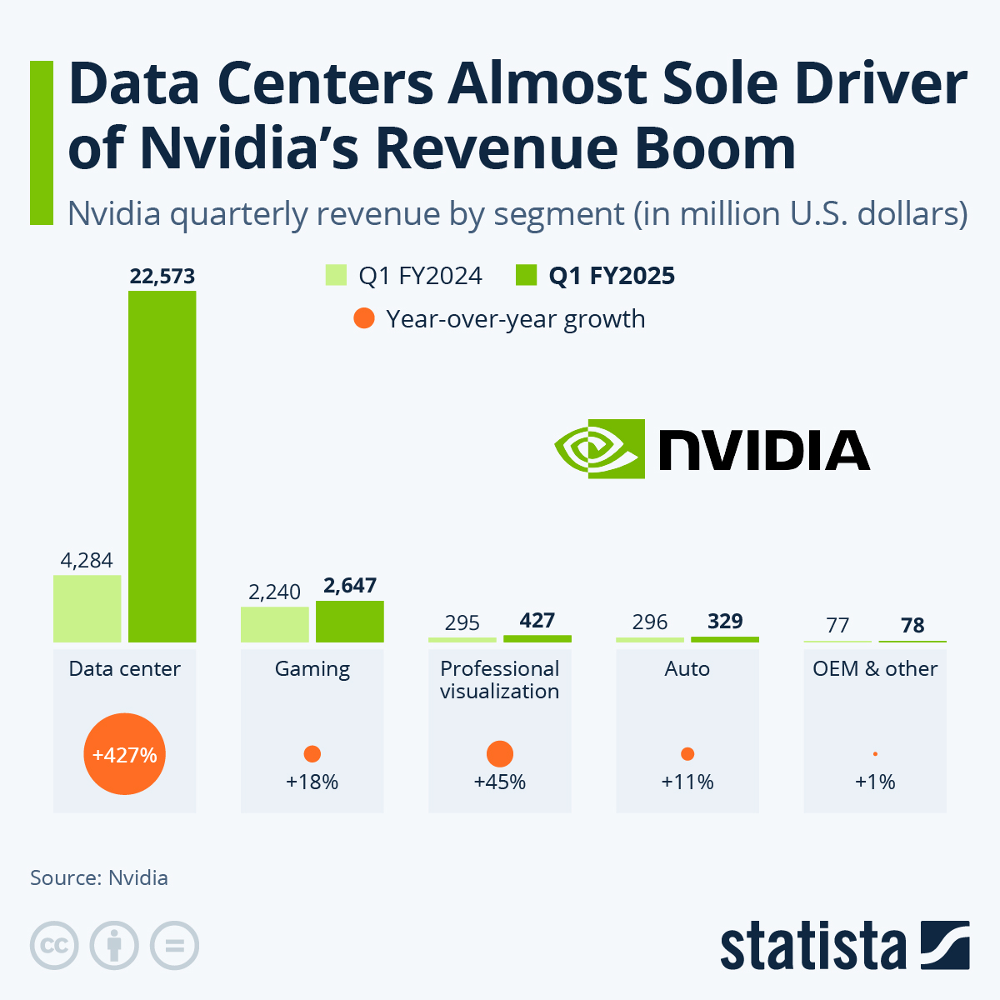 Data Centers Almost Sole Driver
of Nvidia’s Revenue Boom
Nvidia quarterly revenue by segment (in million U.S. dollars)
Q1 FY2024 Q1 FY2025
Year-over-year growth
22,573
4,284
2,240
2,647
295
427
296
329
77
78
NVIDIA
Data center
Gaming
Professional
visualization
Auto
OEM & other
+427%
+18%
+45%
+11%
+1%
Source: Nvidia
cc
statista